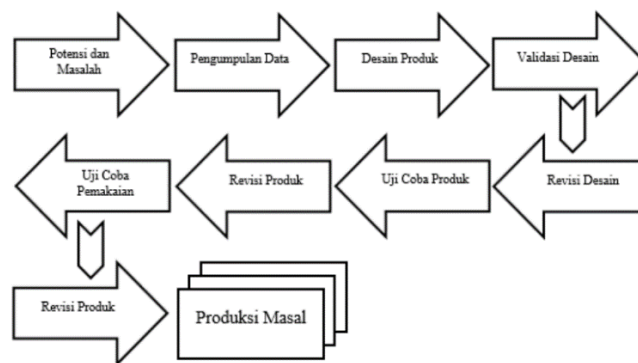 Potensi dan
Masalah
Pengumpulan Data
Desain Produk
Validasi Desain
Revisi Desain
Uji Coba Produk
Revisi Produk
Uji Coba
Pemakaian
Revisi Produk
Produksi Masal